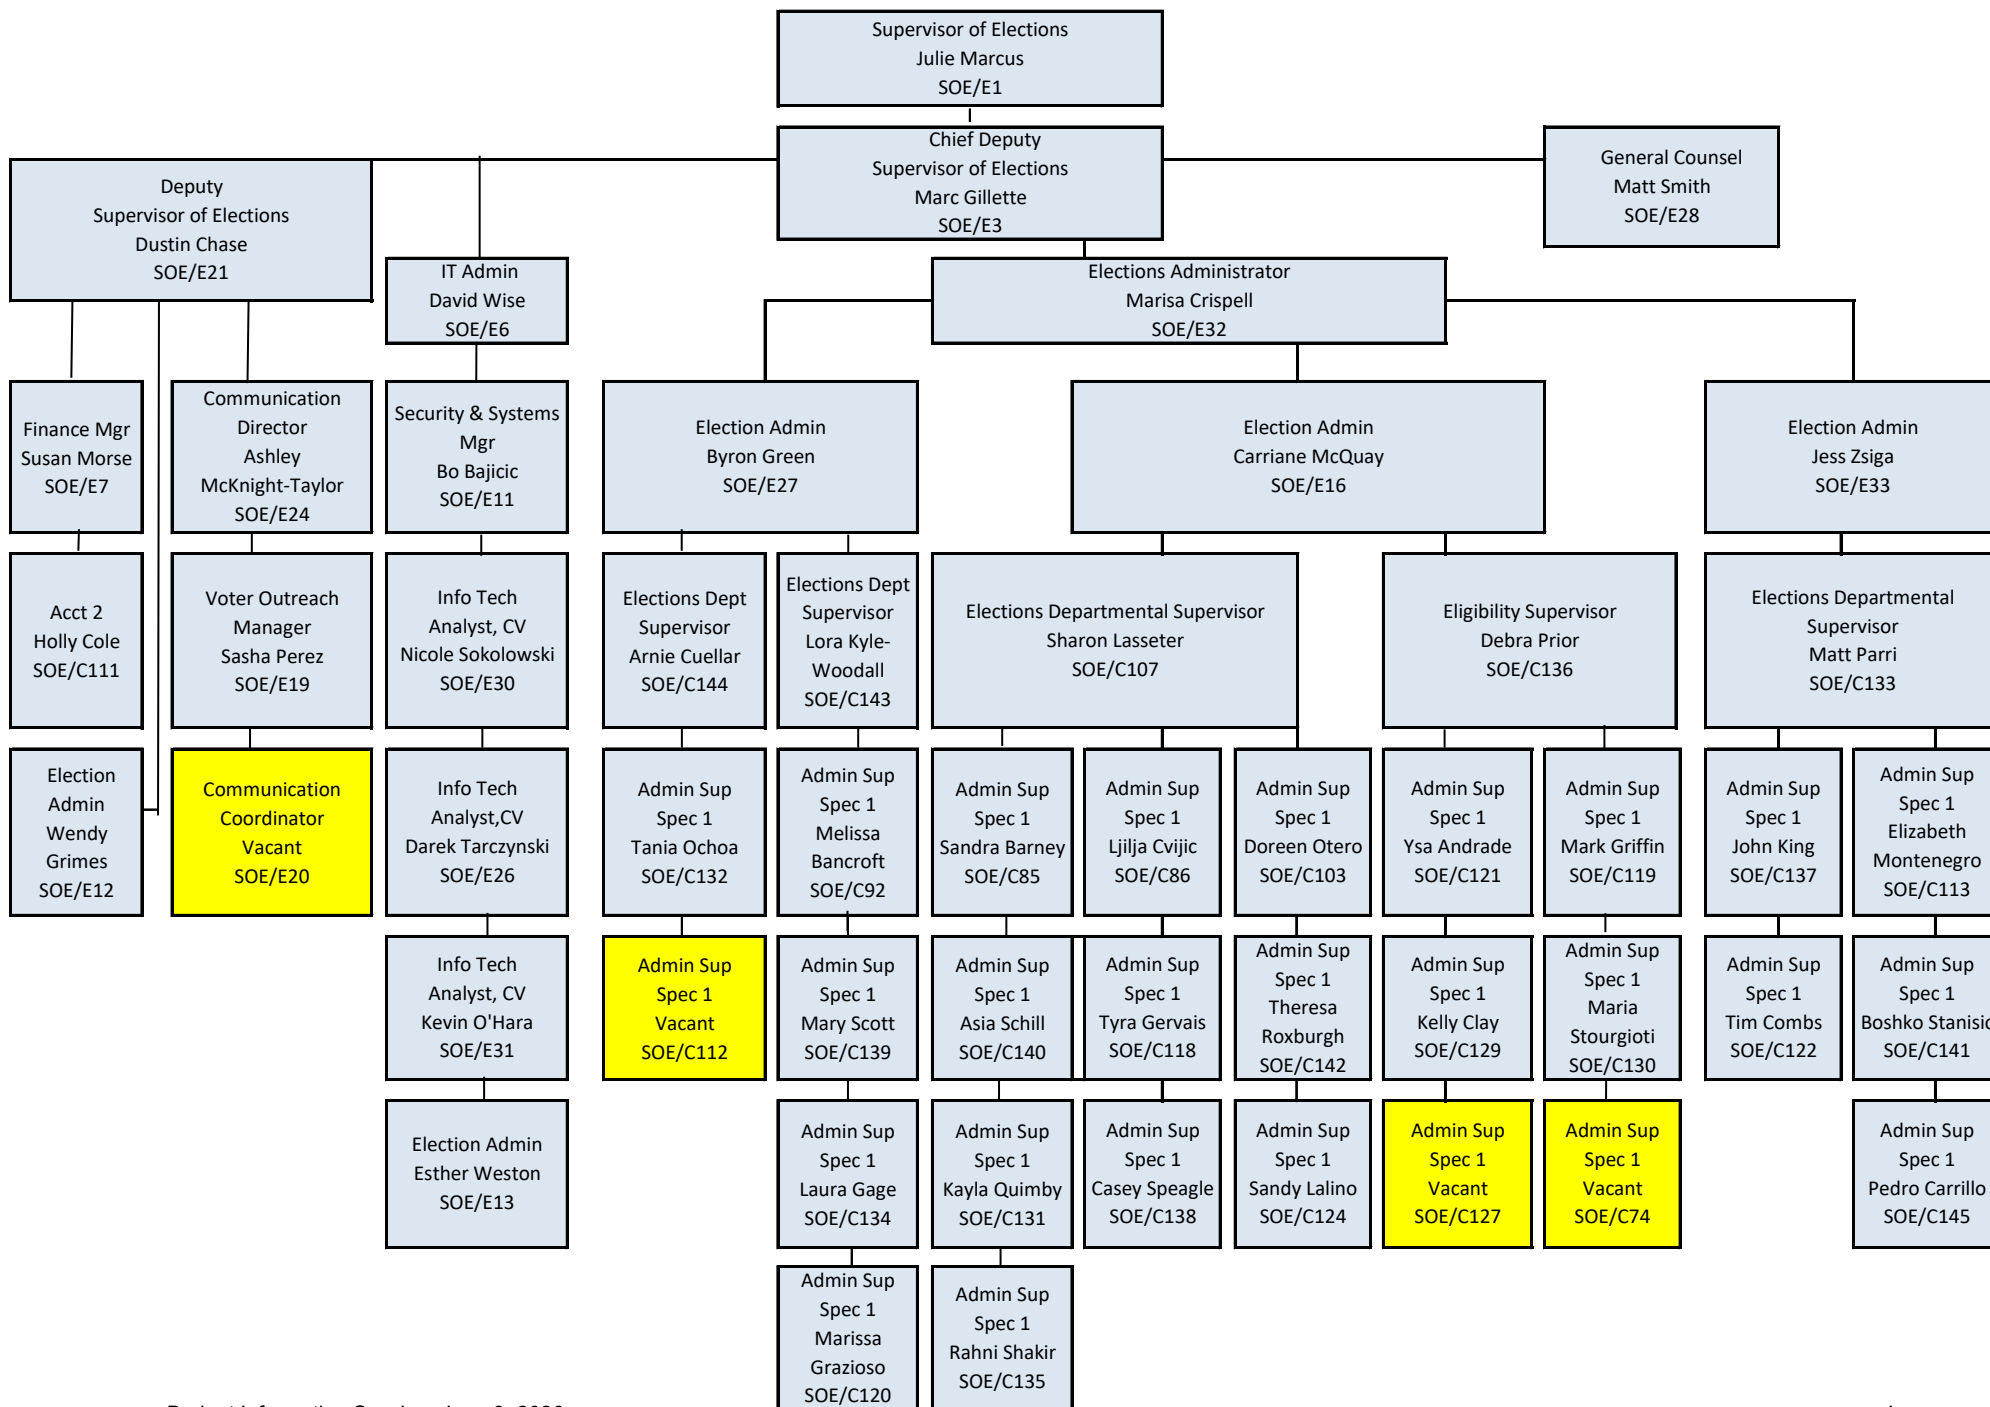 Supervisor of Elections
Julie Marcus
SOE/E1
Chief Deputy
Supervisor of Elections
Marc Gillette
SOE/E3
General Counsel
Matt Smith
SOE/E28
Deputy
Supervisor of Elections
Dustin Chase
SOE/E21
IT Admin
David Wise
SOE/E6
Elections Administrator
Marisa Crispell
SOE/E32
Finance Mgr
Susan Morse
SOE/E7
Communication
Director
Ashley
McKnight-Taylor
SOE/E24
Security & Systems
Mgr
Bo Bajicic
SOE/E11
Election Admin
Byron Green
SOE/E27
Election Admin
Carriane McQuay
SOE/E16
Election Admin
Jess Zsiga
SOE/E33
Acct 2
Holly Cole
SOE/C111
Voter Outreach
Manager
Sasha Perez
SOE/E19
Info Tech
Analyst, CV
Nicole Sokolowski
SOE/E30
Elections Dept
Supervisor
Arnie Cuellar
SOE/C144
Elections Dept
Supervisor
Lora Kyle-
Woodall
SOE/C143
Elections Departmental Supervisor
Sharon Lasseter
SOE/C107
Eligibility Supervisor
Debra Prior
SOE/C136
Elections Departmental
Supervisor
Matt Parri
SOE/C133
Election
Admin
Wendy
Grimes
SOE/E12
Communication
Coordinator
Vacant
SOE/E20
Info Tech
Analyst,CV
Darek Tarczynski
SOE/E26
Admin Sup
Spec 1
Tania Ochoa
SOE/C132
Admin Sup
Spec 1
Melissa
Bancroft
SOE/C92
Admin Sup
Spec 1
Sandra Barney
SOE/C85
Admin Sup
Spec 1
Ljilja Cvijic
SOE/C86
Admin Sup
Spec 1
Doreen Otero
SOE/C103
Admin Sup
Spec 1
Ysa Andrade
SOE/C121
Admin Sup
Spec 1
Mark Griffin
SOE/C119
Admin Sup
Spec 1
John King
SOE/C137
Admin Sup
Spec 1
Elizabeth
Montenegro
SOE/C113
Info Tech
Analyst, CV
Kevin O'Hara
SOE/E31
Admin Sup
Spec 1
Vacant
SOE/C112
Admin Sup
Spec 1
Mary Scott
SOE/C139
Admin Sup
Spec 1
Asia Schill
SOE/C140
Admin Sup
Spec 1
Tyra Gervais
SOE/C118
Admin Sup
Spec 1
Theresa
Roxburgh
SOE/C142
Admin Sup
Spec 1
Kelly Clay
SOE/C129
Admin Sup
Spec 1
Maria
Stourgioti
SOE/C130
Admin Sup
Spec 1
Tim Combs
SOE/C122
Admin Sup
Spec 1
Boshko
SOE/C141
Election Admin
Esther Weston
SOE/E13
Admin Sup
Spec 1
Laura Gage
SOE/C134
Admin Sup
Spec 1
Kayla Quimby
SOE/C131
Admin Sup
Spec 1
Casey Speagle
SOE/C138
Admin Sup
Spec 1
Sandy Lalino
SOE/C124
Admin Sup
Spec 1
Vacant
SOE/C127
Admin Sup
Spec 1
Vacant
SOE/C74
Admin Sup
Spec 1
Pedro Carrillo
SOE/C145
Admin Sup
Spec 1
Marissa
Grazioso
SOE/C120
Admin Sup
Spec 1
Rahni Shakir
SOE/C135